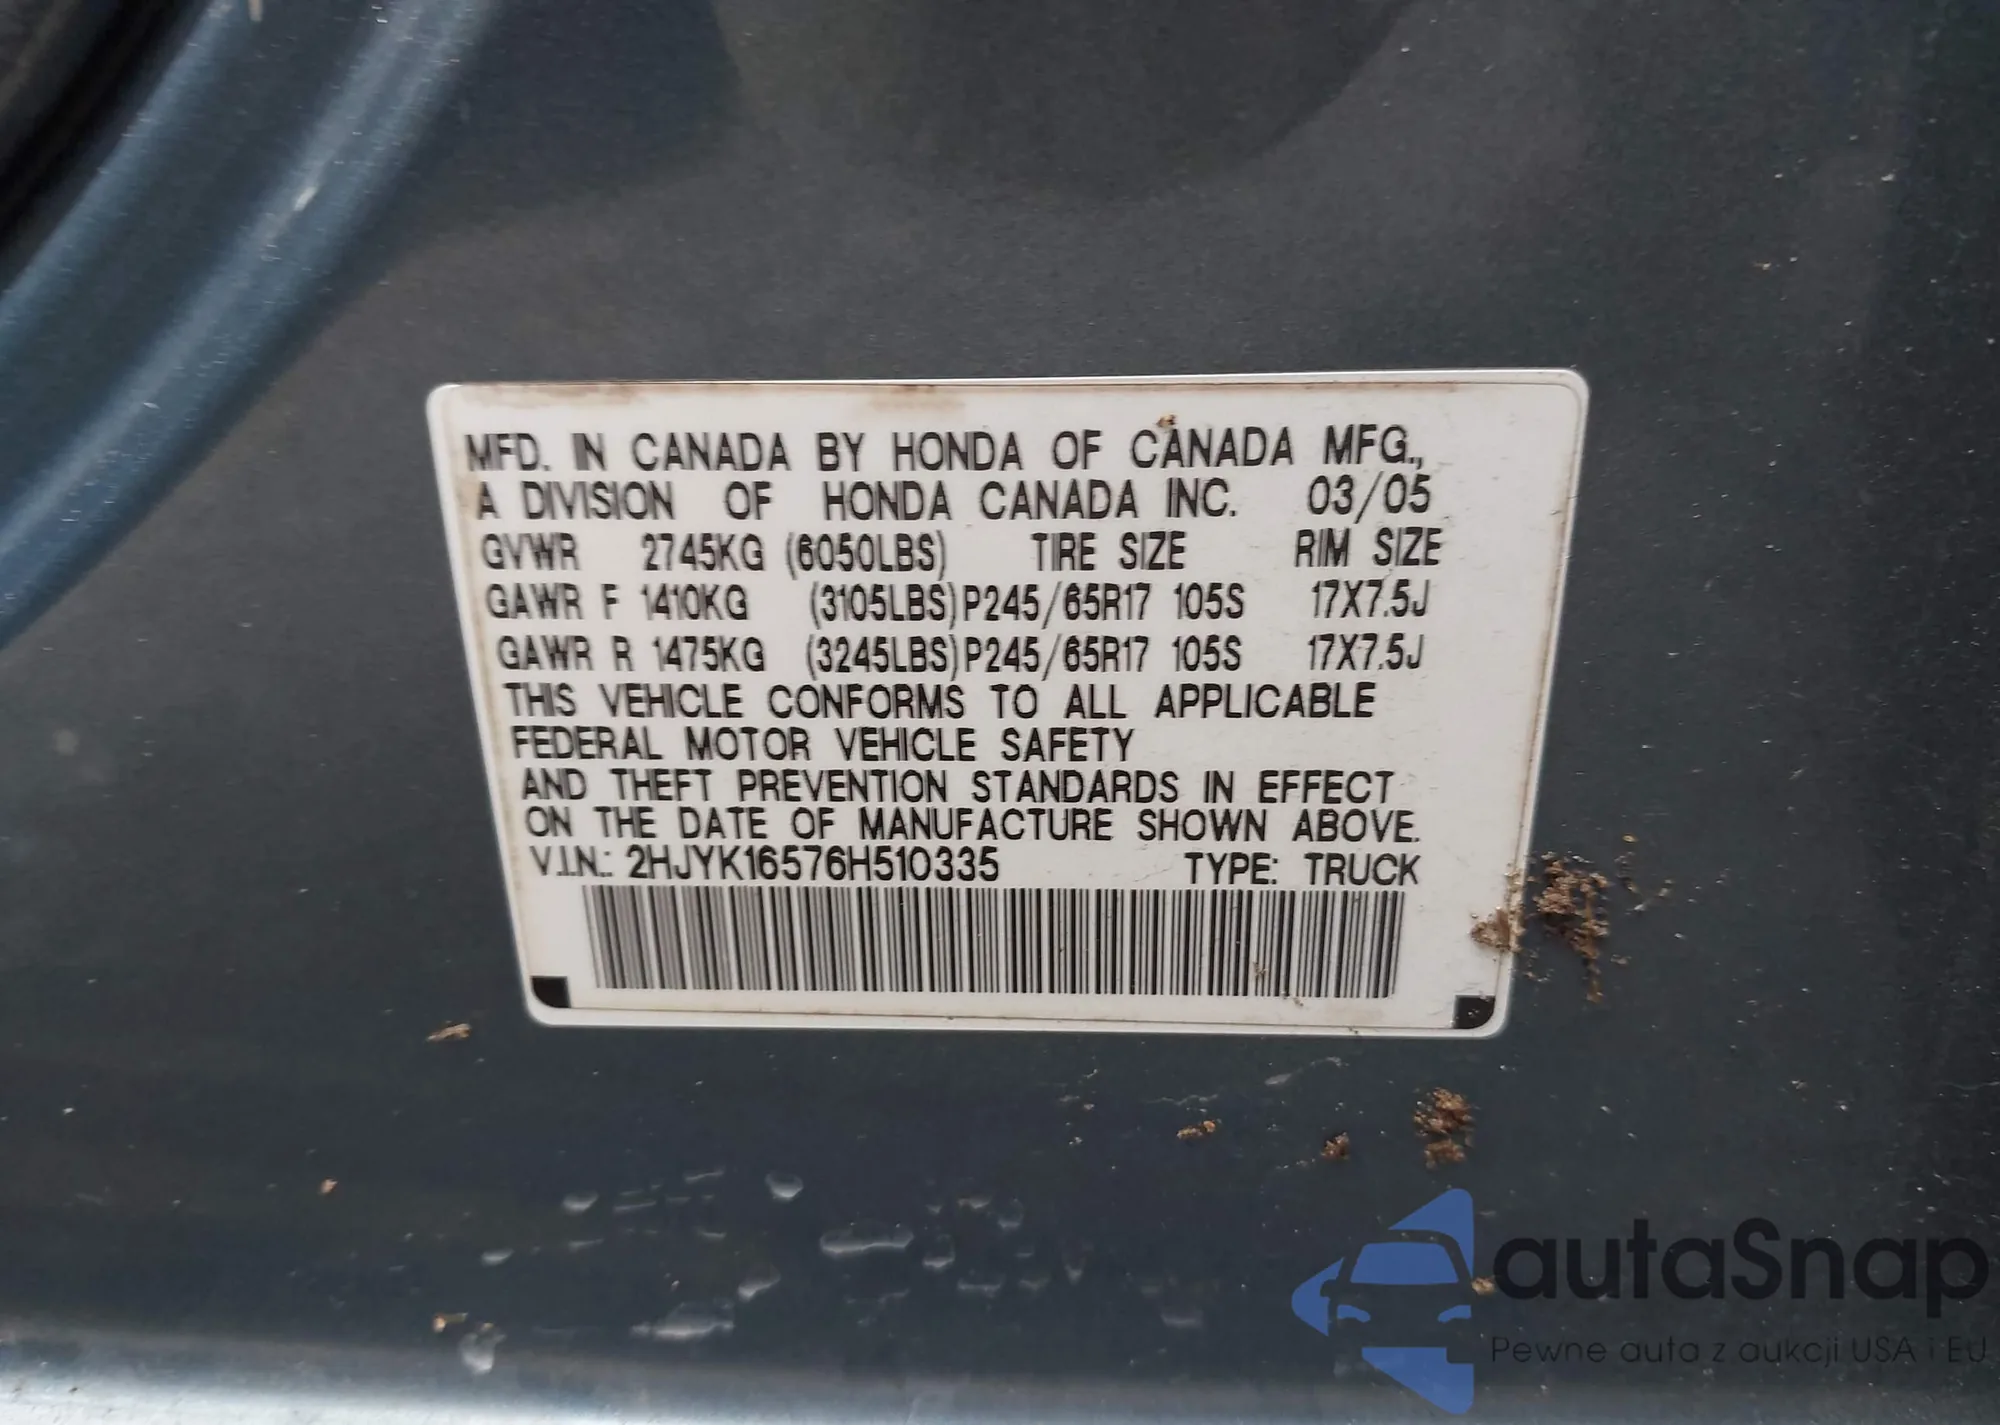 MFD. IN CANADA BY HONDA OF CANADA MFG.,
A DIVISION OF HONDA CANADA INC. 03/05
GVWR 2745KG (6050LBS) TIRE SIZE RIM SIZE
GAWR F 1410KG (3105LBS) P245/65R17 105S 17X7.5J
GAWR R 1475KG (3245LBS) P245/65R17 105S 17X7.5J
THIS VEHICLE CONFORMS TO ALL APPLICABLE
FEDERAL MOTOR VEHICLE SAFETY
AND THEFT PREVENTION STANDARDS IN EFFECT
ON THE DATE OF MANUFACTURE SHOWN ABOVE.
V.I.N.: 2HJYK16576H510335 TYPE: TRUCK
autaSnap
Pewne auta z aukcji USA i EU